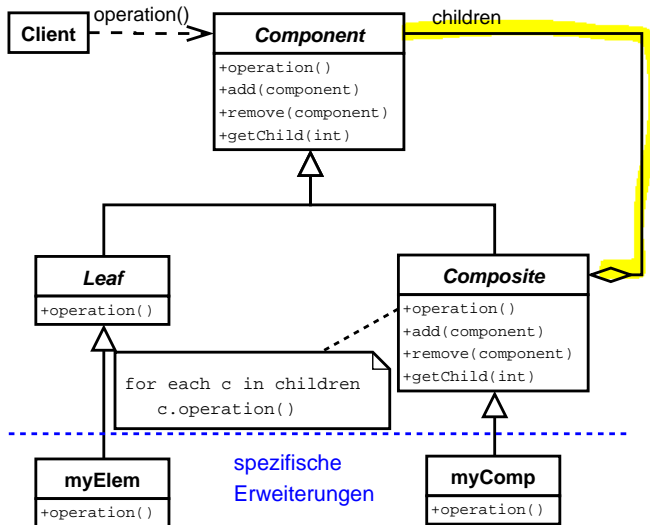 Client
operation()
Component
children
+operation()
+add(component)
+remove(component)
+getChild(int)
Leaf
+operation()
Composite
+operation()
+add(component)
+remove(component)
+getChild(int)
for each c in children
c.operation()
myElem
+operation()
spezifische
Erweiterungen
myComp
+operation()